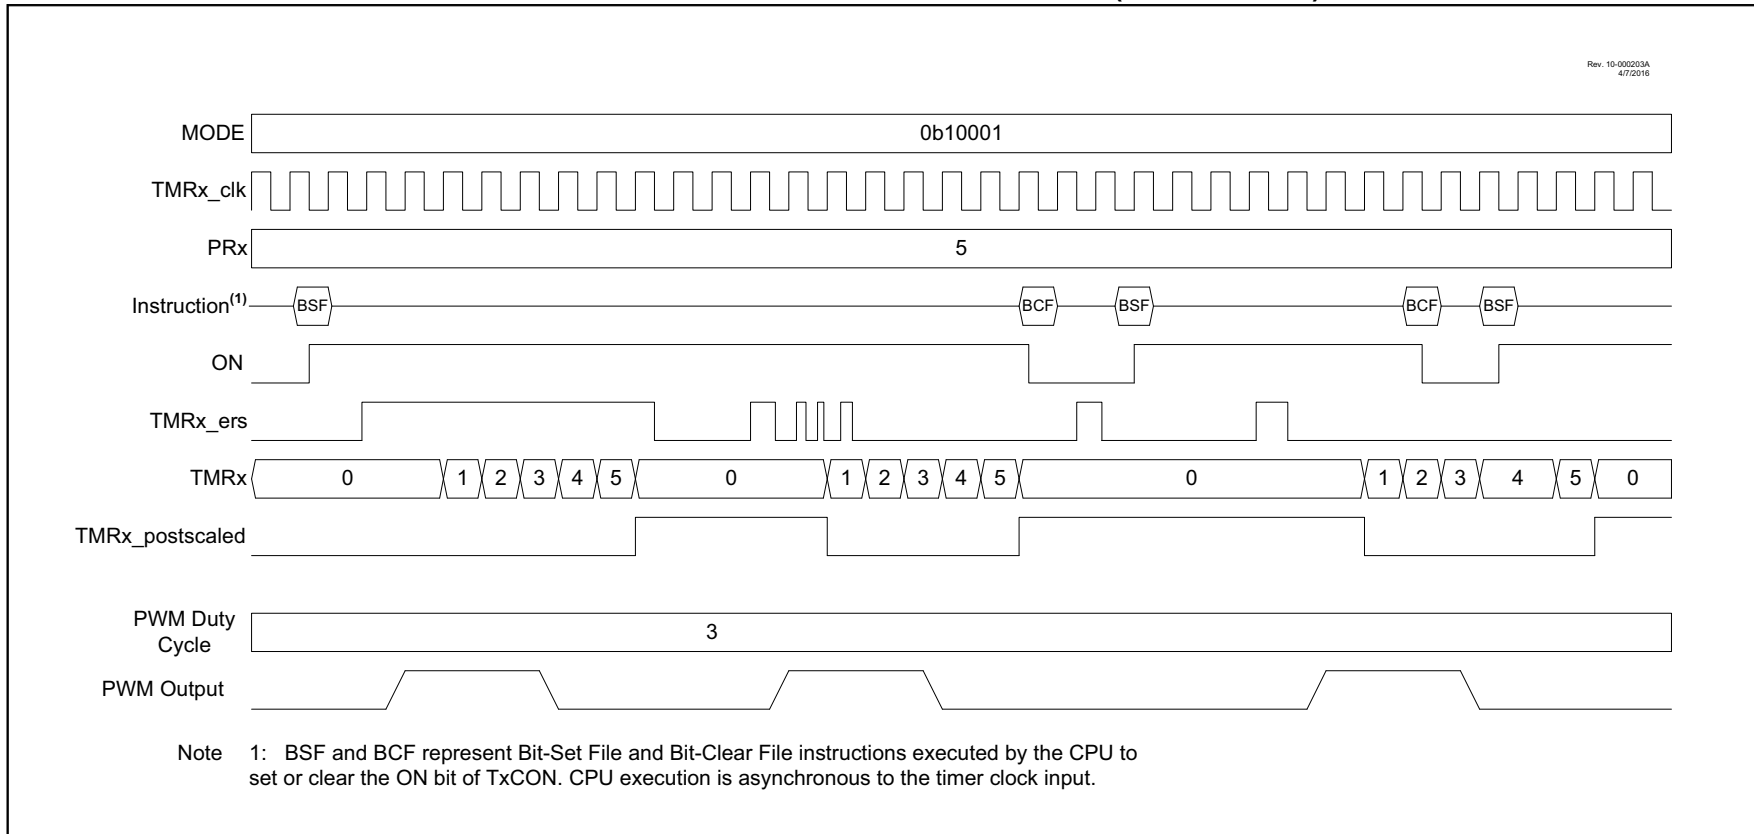 Rev. 10-000203A
4/7/2016
MODE 0b10001
TMRx_clk
PRx 5
Instruction(1) BSF BCF BSF BCF BSF
ON
TMRx_ers
TMRx 0 1 2 3 4 5 0 1 2 3 4 5 0 1 2 3 4 5 0
TMRx_postscaled
PWM Duty
Cycle 3
PWM Output
Note 1: BSF and BCF represent Bit-Set File and Bit-Clear File instructions executed by the CPU to
set or clear the ON bit of TxCON. CPU execution is asynchronous to the timer clock input.